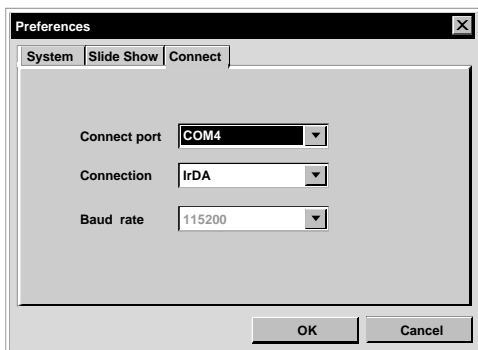 Preferences
System Slide Show Connect
Connect port COM4
Connection IrDA
Baud rate 115200
OK Cancel